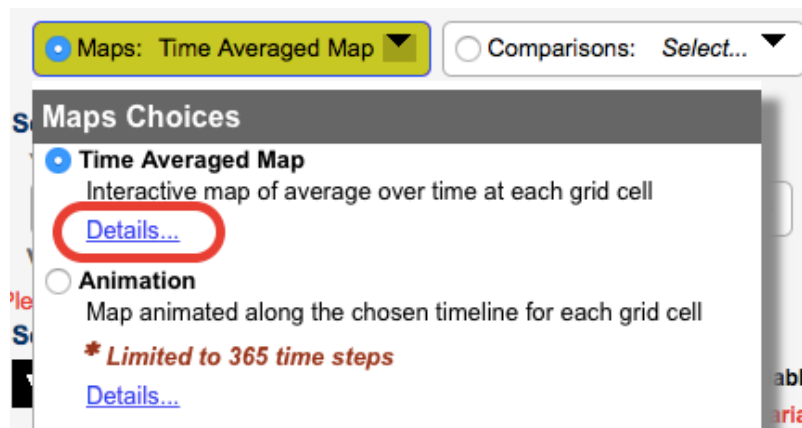 Maps: Time Averaged Map Comparisons: Select...
Maps Choices
Time Averaged Map
Interactive map of average over time at each grid cell
Details...
Animation
Map animated along the chosen timeline for each grid cell
* Limited to 365 time steps
Details...